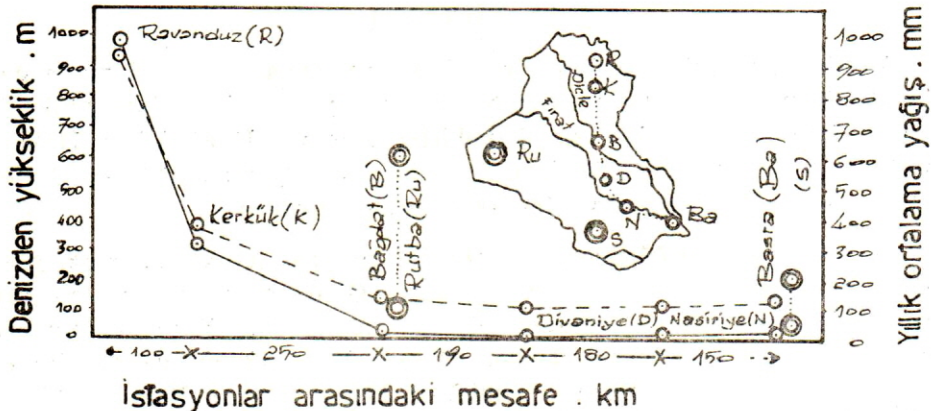 Denizden yükseklik . m
1000
900
800
700
600
500
400
300
200
100
0
Ravanduz(R)
Kerkük(K)
Bağdat(B)
Rutba(Ru)
Divaniye(D) Nasiriye(N)
Basra (Ba)
(S)
R
K
Dicle
Fırat
B
Ru
D
N
Ba
S
1000
900
800
700
600
500
400
300
200
100
0
Yıllık ortalama yağış. mm
100 250 190 180 150
İstasyonlar arasındaki mesafe . km